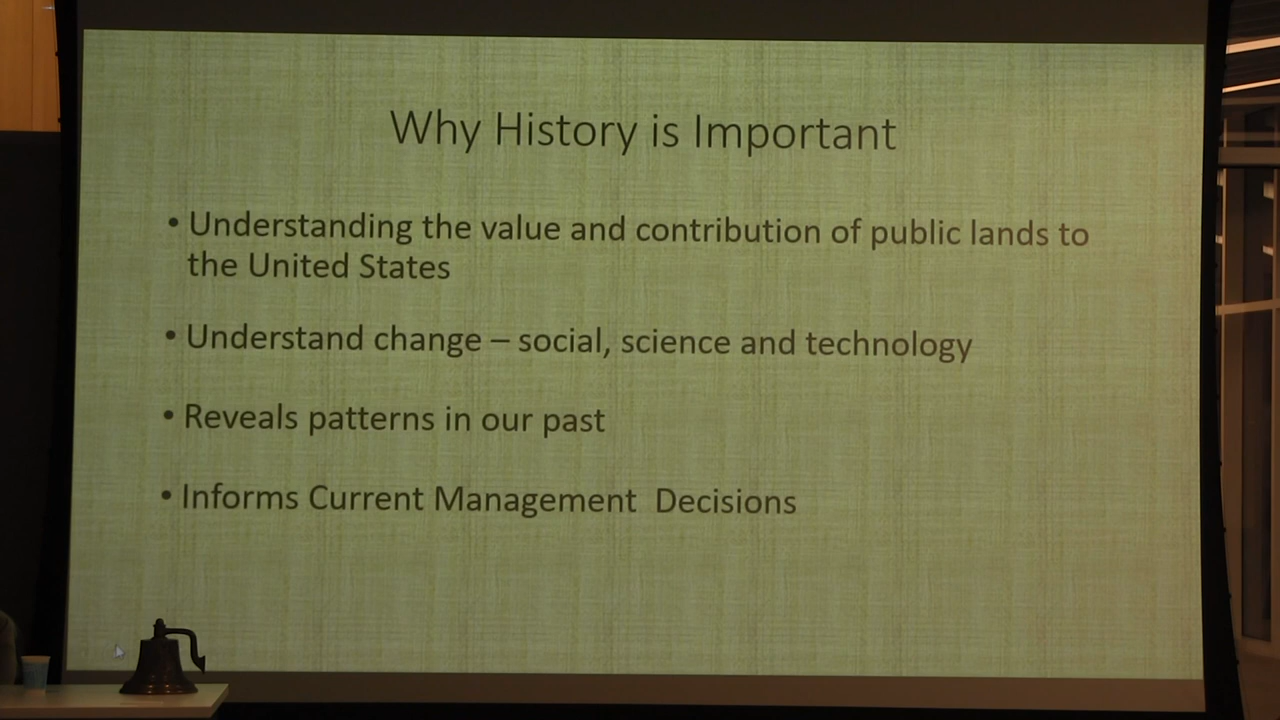 Why History is Important
• Understanding the value and contribution of public lands to
the United States
• Understand change – social, science and technology
• Reveals patterns in our past
• Informs Current Management  Decisions